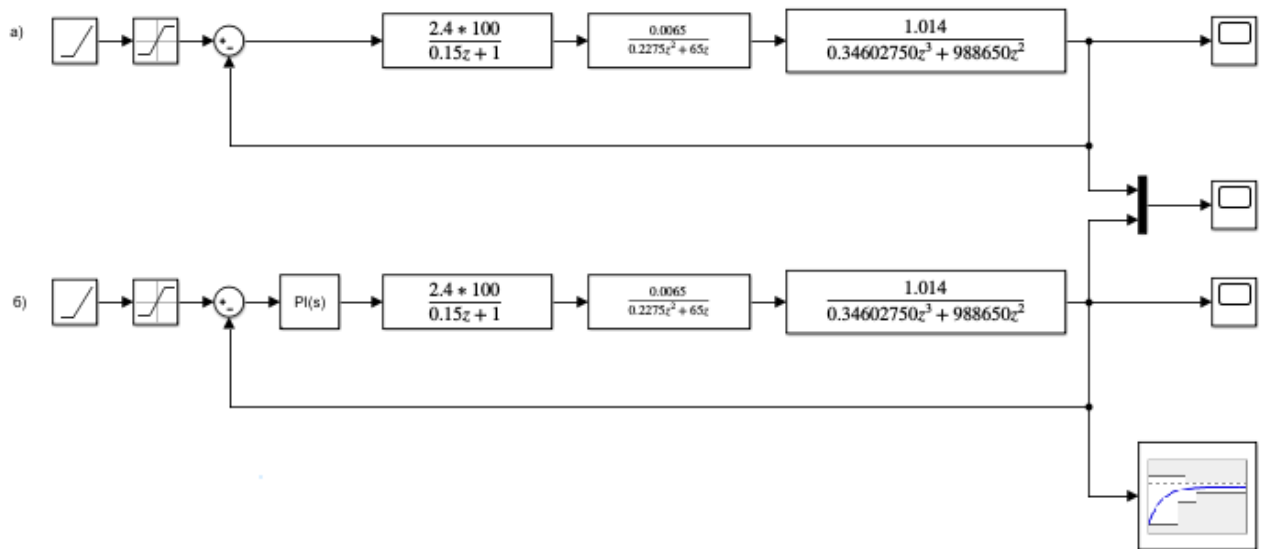 а)
2.4 * 100
0.15z + 1
0.0065
0.2275z² + 65z
1.014
0.34602750z³ + 988650z²
+
-
б)
PI(s)
2.4 * 100
0.15z + 1
0.0065
0.2275z² + 65z
1.014
0.34602750z³ + 988650z²
+
-